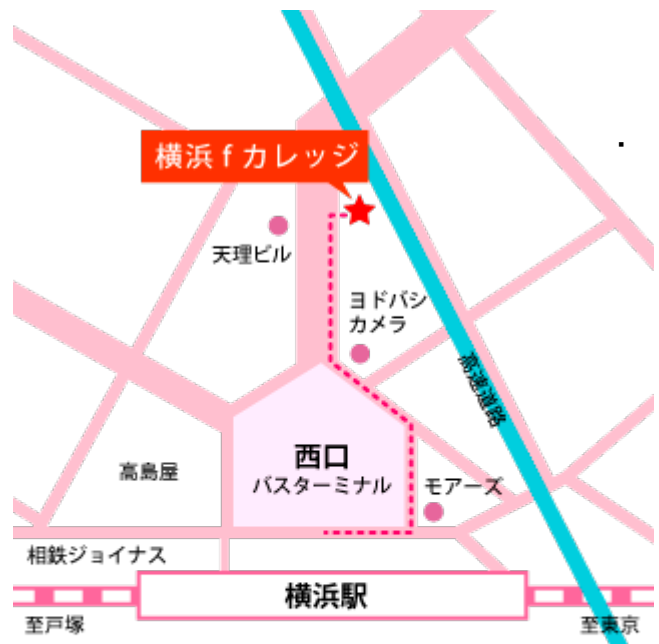 横浜 f カレッジ
天理ビル
ヨドバシ
カメラ
高速道路
西口
バスターミナル
高島屋
モアーズ
相鉄ジョイナス
横浜駅
至戸塚
至東京